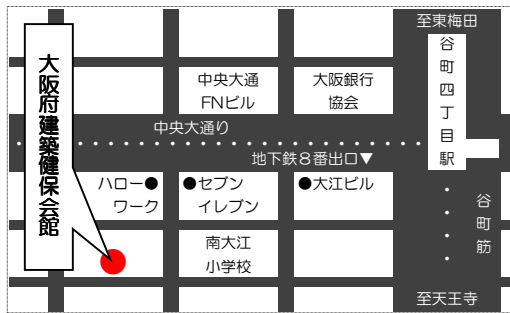 至東梅田
谷町四丁目駅
大阪府建築健保会館
中央大通
FNビル
大阪銀行
協会
中央大通り
地下鉄8番出口▼
ハロー●
ワーク
●セブン
イレブン
●大江ビル
谷町筋
南大江
小学校
至天王寺